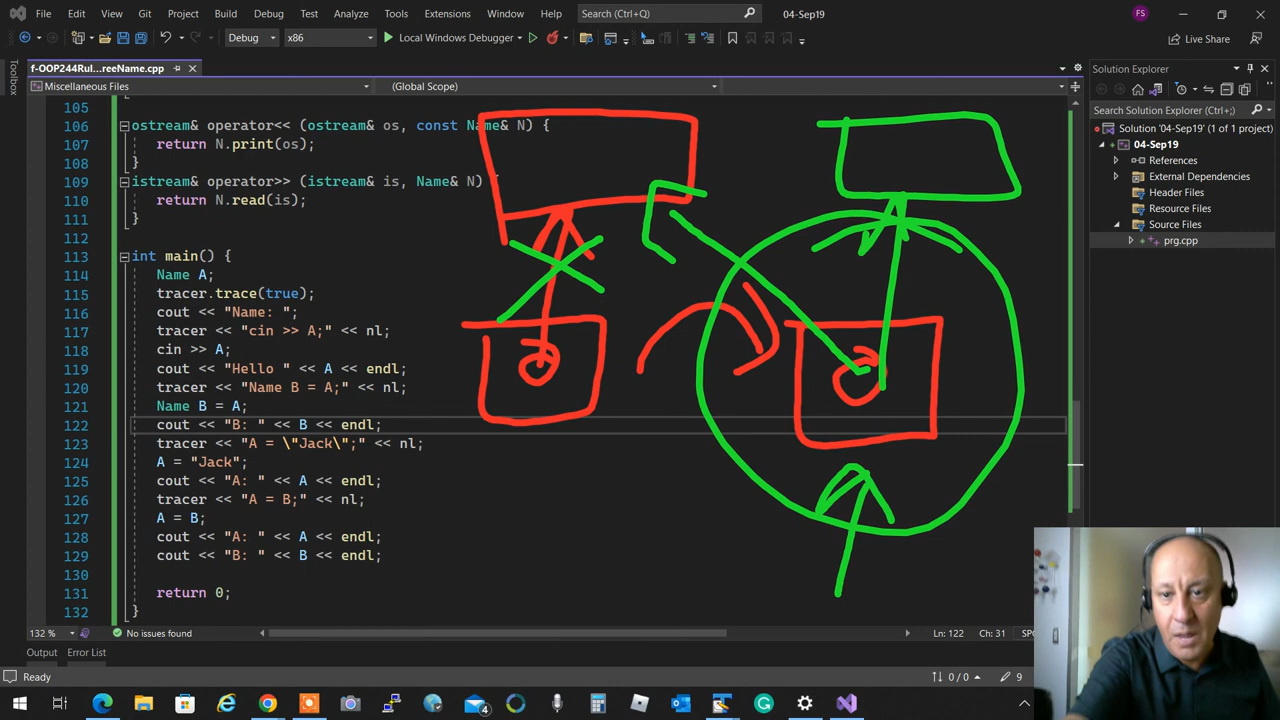 File Edit View Git Project Build Debug Test Analyze Tools Extensions Window Help Search (Ctrl+Q) 04-Sep19 FS
Debug x86 Local Windows Debugger Live Share
f-OOP244Rul...reeName.cpp
Miscellaneous Files (Global Scope)
Toolbox
105
106 ostream& operator<< (ostream& os, const Name& N) {
107 return N.print(os);
108 }
109 istream& operator>> (istream& is, Name& N) {
110 return N.read(is);
111 }
112
113 int main() {
114 Name A;
115 tracer.trace(true);
116 cout << "Name: ";
117 tracer << "cin >> A;" << nl;
118 cin >> A;
119 cout << "Hello " << A << endl;
120 tracer << "Name B = A;" << nl;
121 Name B = A;
122 cout << "B: " << B << endl;
123 tracer << "A = \"Jack\";" << nl;
124 A = "Jack";
125 cout << "A: " << A << endl;
126 tracer << "A = B;" << nl;
127 A = B;
128 cout << "A: " << A << endl;
129 cout << "B: " << B << endl;
130
131 return 0;
132 }
Solution Explorer
Search Solution Explorer (Ctrl+;)
Solution '04-Sep19' (1 of 1 project)
04-Sep19
References
External Dependencies
Header Files
Resource Files
Source Files
prg.cpp
132 % No issues found Ln: 122 Ch: 31 SPC
Output Error List
Ready 0 / 0 9
4